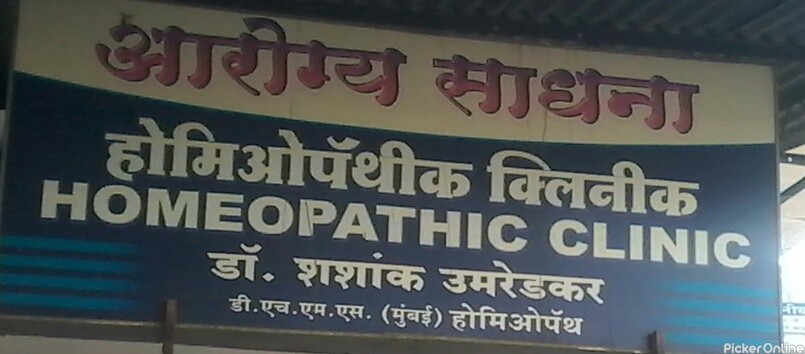 आरोग्य साधना
होमिओपॅथीक क्लिनीक
HOMEOPATHIC CLINIC
डॉ. शशांक उमरेडकर
डी.एच.एम.एस. (मुंबई) होमिओपॅथ
PickerOnline